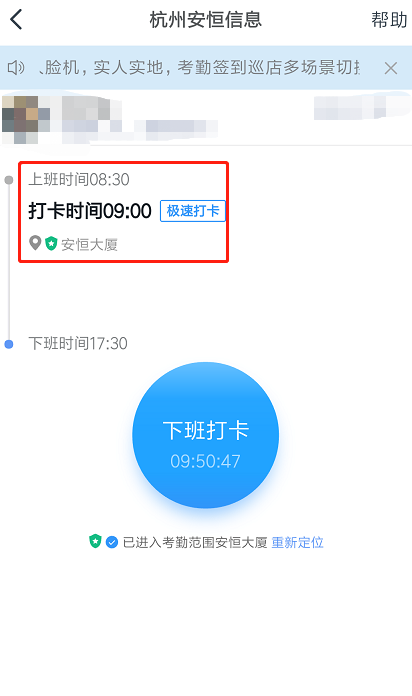 杭州安恒信息
帮助
、脸机，实人实地，考勤签到巡店多场景切
上班时间08:30
打卡时间09:00 极速打卡
安恒大厦
下班时间17:30
下班打卡
09:50:47
已进入考勤范围安恒大厦 重新定位